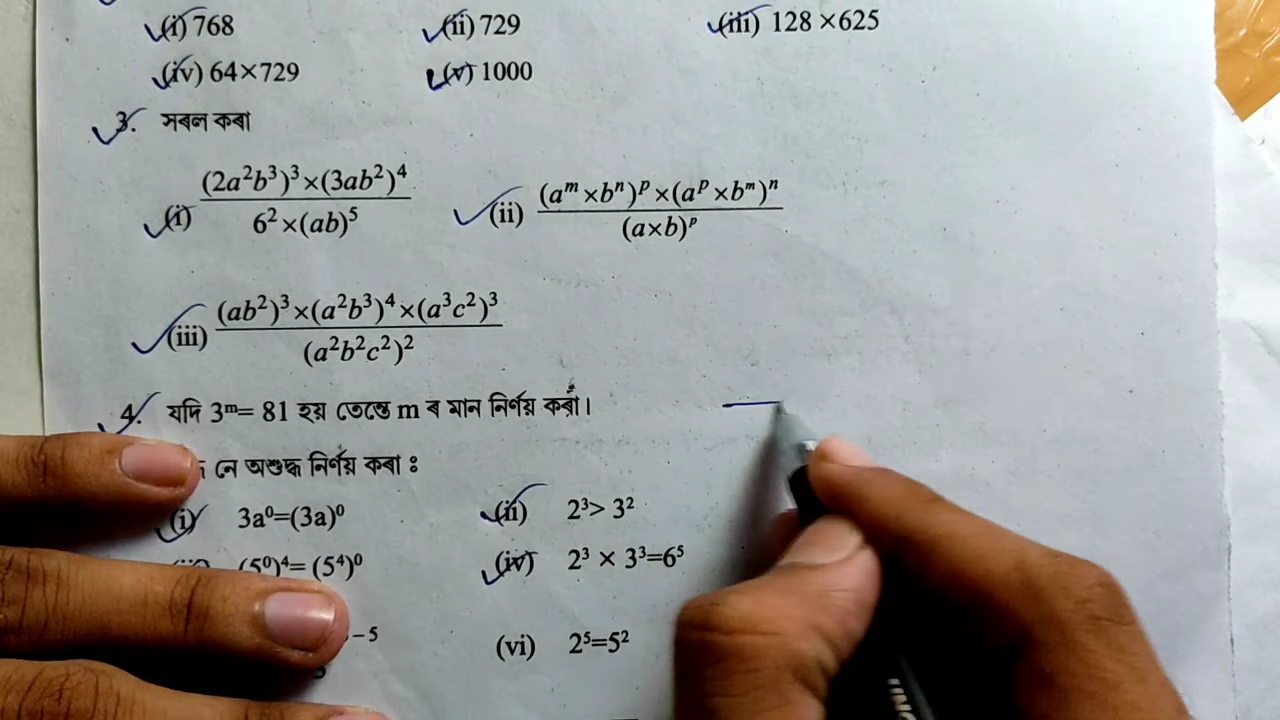 (i) 768 (ii) 729 (iii) 128 ×625
(iv) 64×729 (v) 1000
3. সৰল কৰা
(i) (2a²b³)³×(3ab²)⁴ / 6²×(ab)⁵ (ii) (aᵐ×bⁿ)ᵖ×(aᵖ×bᵐ)ⁿ / (a×b)ᵖ
(iii) (ab²)³×(a²b³)⁴×(a³c²)³ / (a²b²c²)²
4. যদি 3ᵐ= 81 হয় তেন্তে m ৰ মান নিৰ্ণয় কৰাঁ।
নে অশুদ্ধ নিৰ্ণয় কৰা ঃ
(i) 3a⁰=(3a)⁰ (ii) 2³> 3²
(5⁰)⁴= (5⁴)⁰ (iv) 2³ × 3³=6⁵
−5
(vi) 2⁵=5²